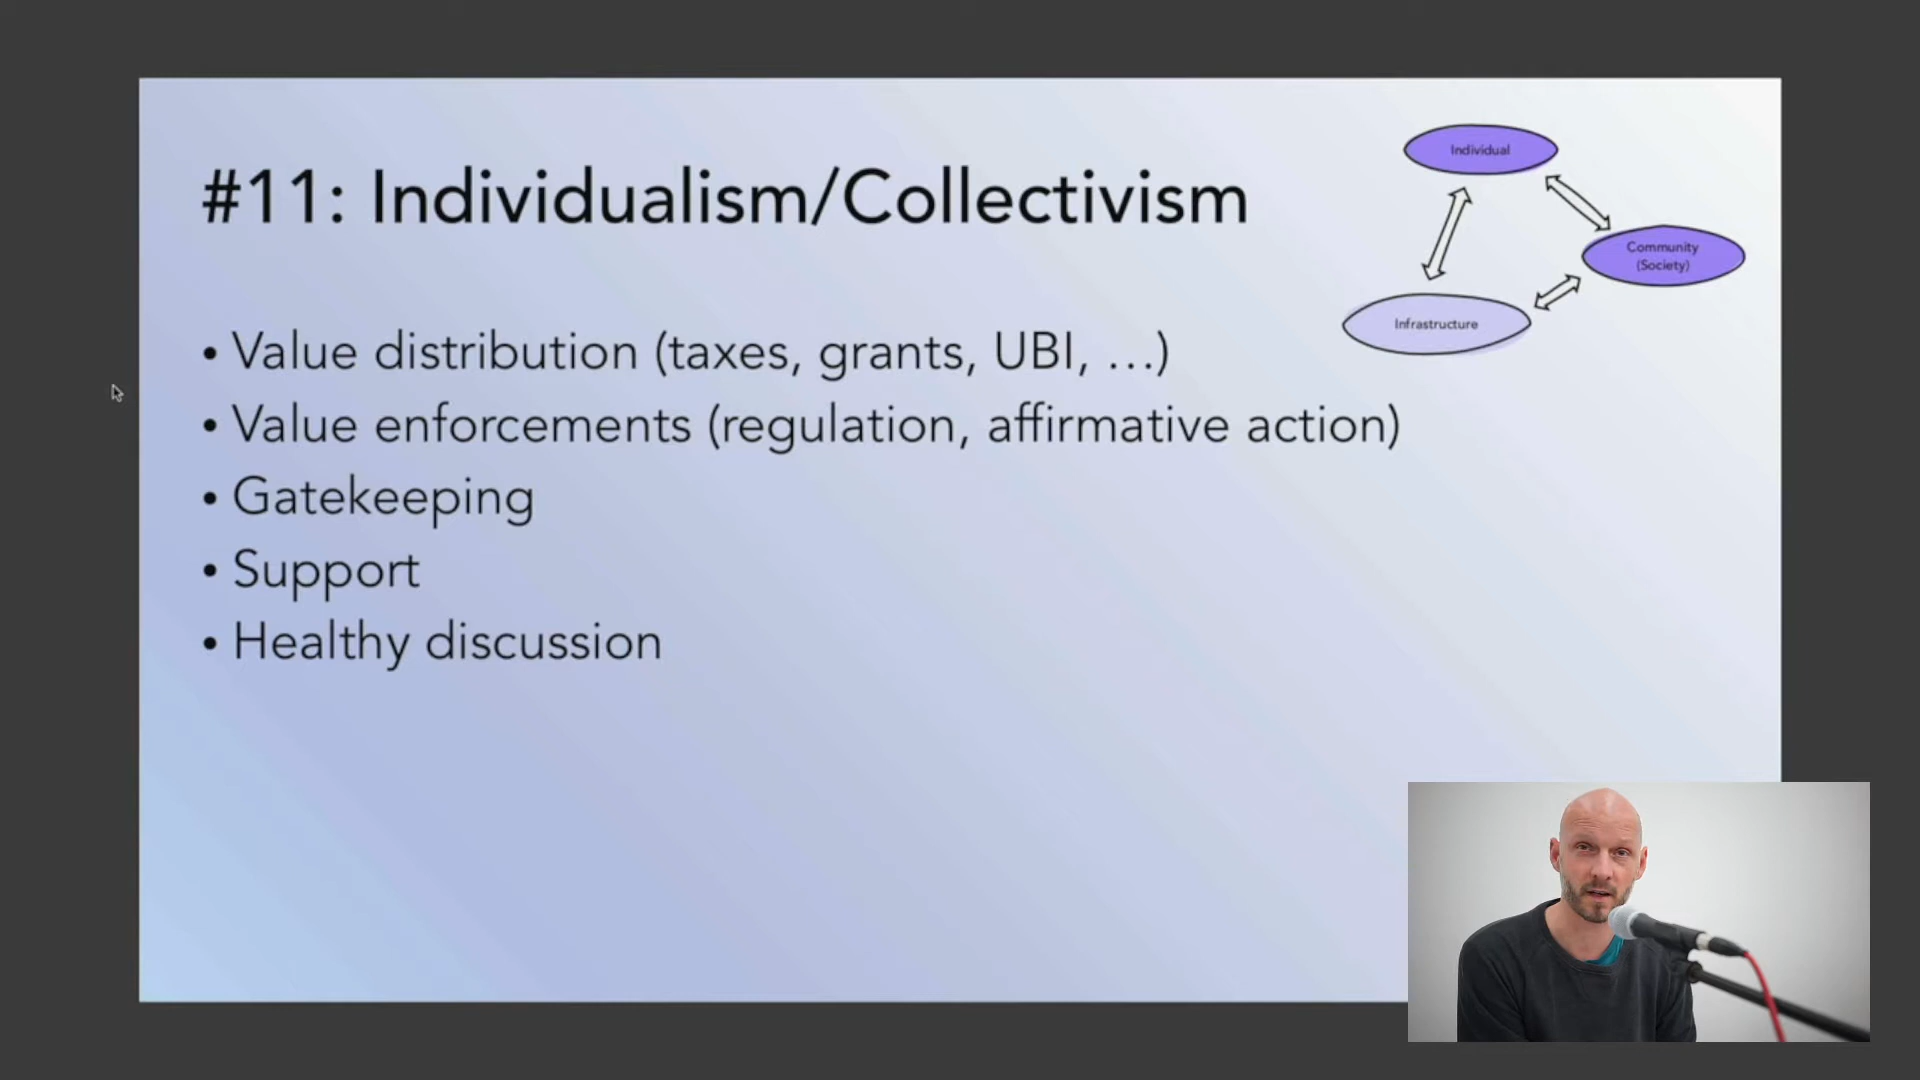 #11: Individualism/Collectivism
• Value distribution (taxes, grants, UBI, ...)
• Value enforcements (regulation, affirmative action)
• Gatekeeping
• Support
• Healthy discussion
Individual
Community
(Society)
Infrastructure